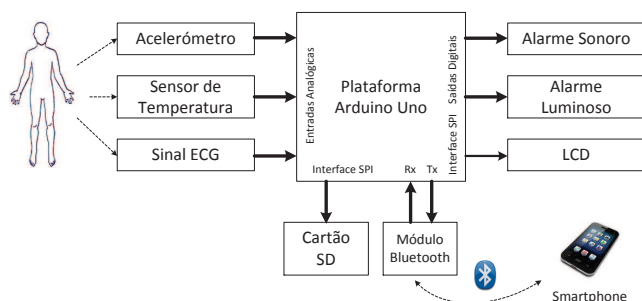 Acelerómetro
Sensor de
Temperatura
Sinal ECG
Entradas Analógicas
Plataforma
Arduino Uno
Saídas Digitais
Interface SPI
Interface SPI
Rx
Tx
Alarme Sonoro
Alarme
Luminoso
LCD
Cartão
SD
Módulo
Bluetooth
Smartphone